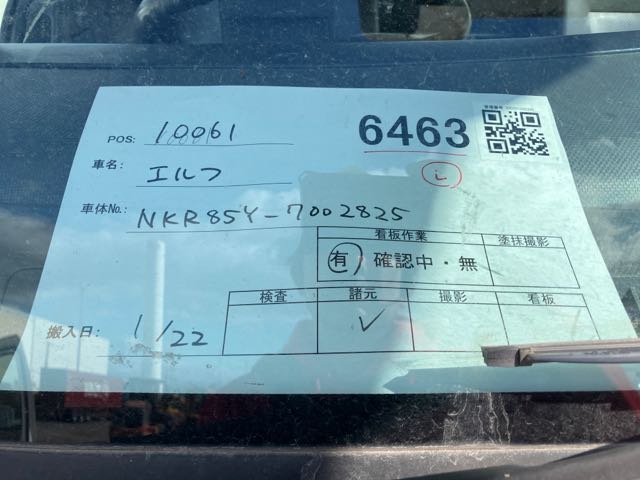 POS: 10061
6463
車名: エルフ
車体No.: NKR85Y-7002825
看板作業 塗抹撮影
有 確認中・無
検査 諸元 撮影 看板
搬入日: 1/22 ✓